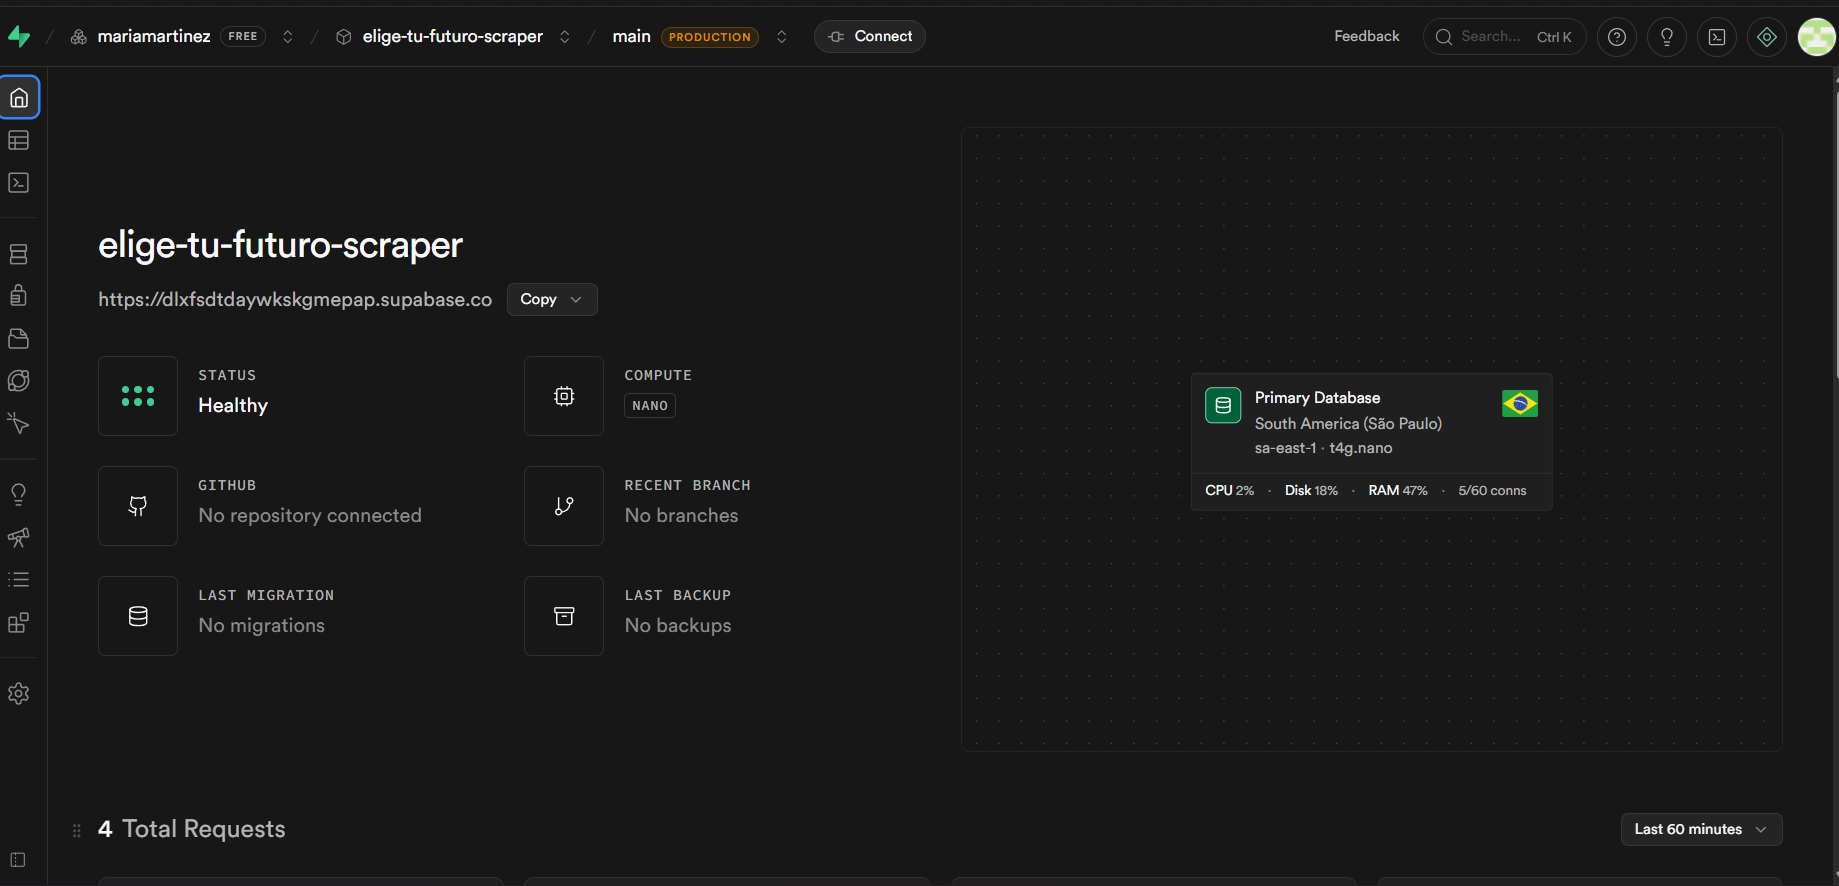 mariamartinez FREE elige-tu-futuro-scraper main PRODUCTION Connect Feedback Search... Ctrl K
elige-tu-futuro-scraper
https://dlxfsdtdaywkskgmepap.supabase.co Copy
STATUS
Healthy
COMPUTE
NANO
GITHUB
No repository connected
RECENT BRANCH
No branches
LAST MIGRATION
No migrations
LAST BACKUP
No backups
Primary Database
South America (São Paulo)
sa-east-1 · t4g.nano
CPU 2% · Disk 18% · RAM 47% · 5/60 conns
4 Total Requests
Last 60 minutes